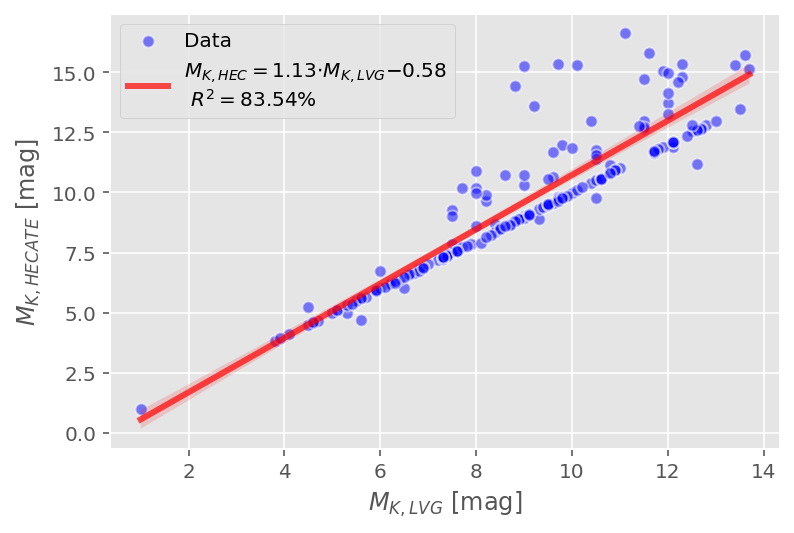 Data
M_{K, HEC} = 1.13·M_{K, LVG}−0.58
R² = 83.54%
15.0
12.5
10.0
7.5
5.0
2.5
0.0
M_{K, HECATE} [mag]
2 4 6 8 10 12 14
M_{K, LVG} [mag]